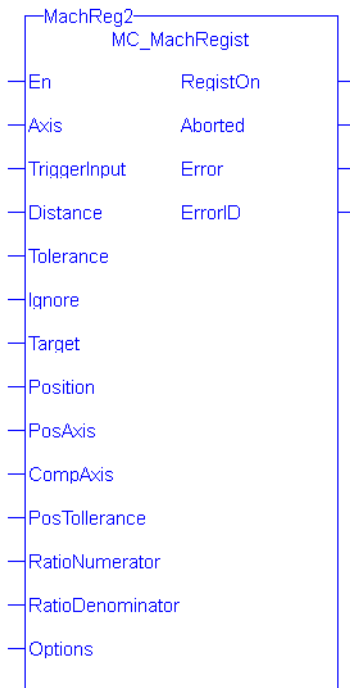 MachReg2
MC_MachRegist
En RegistOn
Axis Aborted
TriggerInput Error
Distance ErrorID
Tolerance
Ignore
Target
Position
PosAxis
CompAxis
PosTollerance
RatioNumerator
RatioDenominator
Options